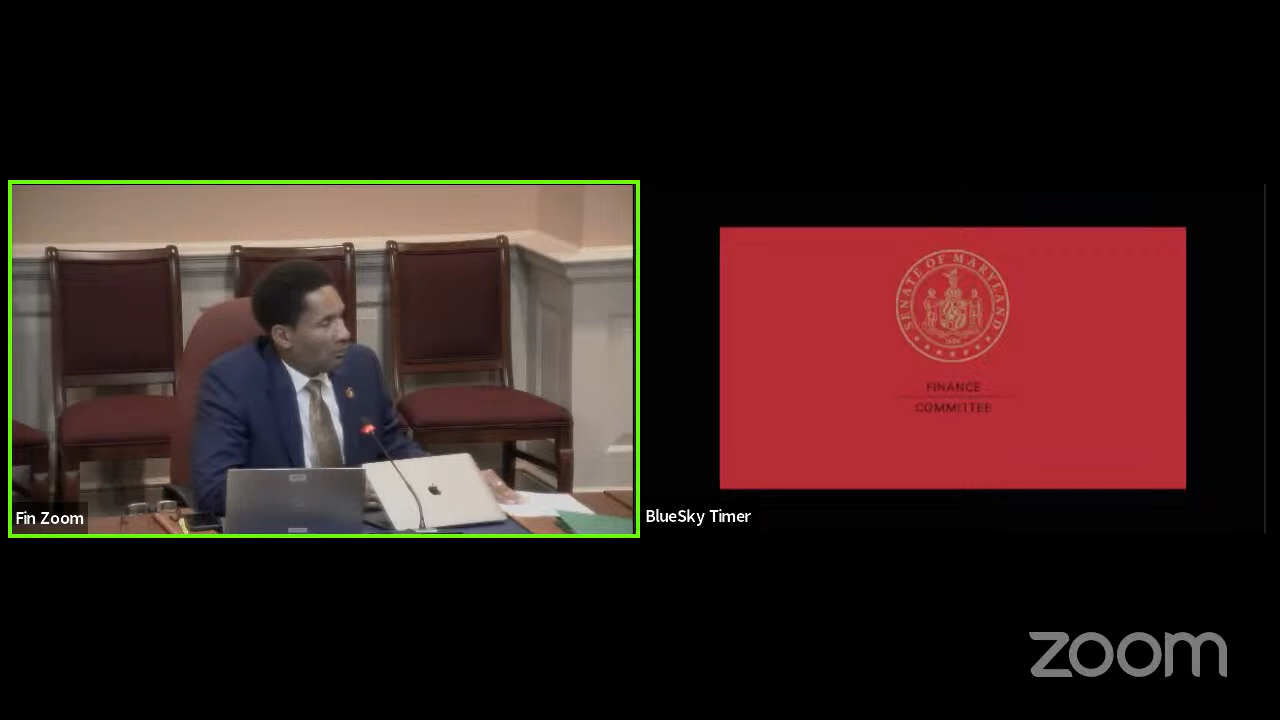 SENATE OF MARYLAND
FINANCE
COMMITTEE
Fin Zoom
BlueSky Timer
zoom